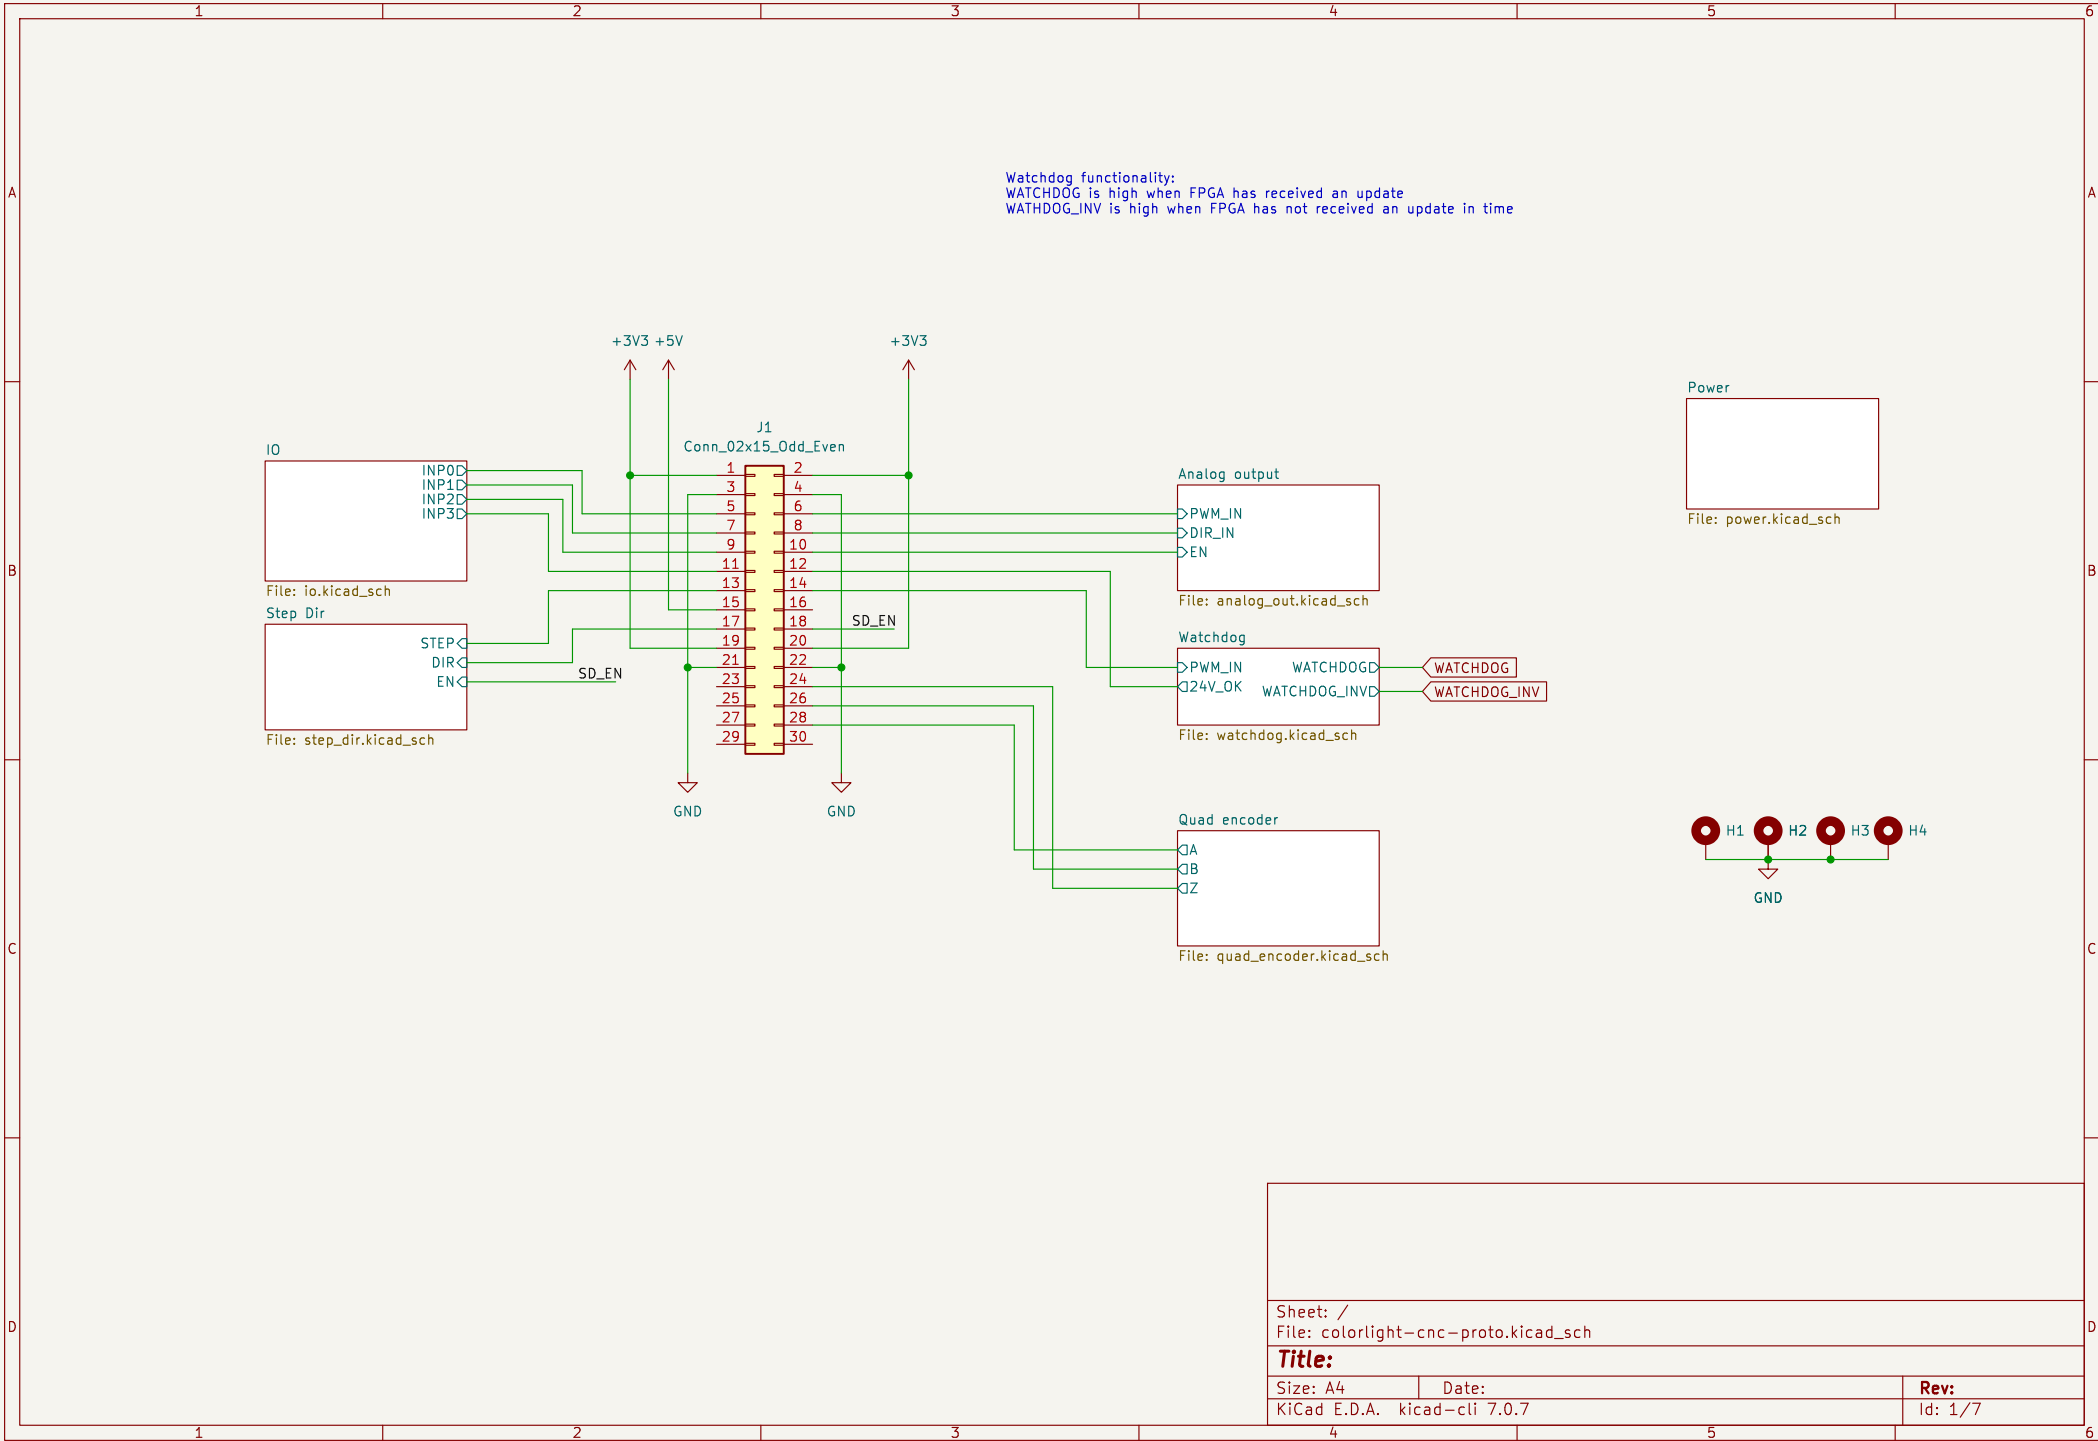 1 2 3 4 5 6
A A
Watchdog functionality:
WATCHDOG is high when FPGA has received an update
WATHDOG_INV is high when FPGA has not received an update in time
+3V3 +5V +3V3
Power
File: power.kicad_sch
J1
Conn_02x15_Odd_Even
IO
INP0
INP1
INP2
INP3
File: io.kicad_sch
Step Dir
STEP
DIR
EN
SD_EN
File: step_dir.kicad_sch
1 2
3 4
5 6
7 8
9 10
11 12
13 14
15 16
17 18
19 20
21 22
23 24
25 26
27 28
29 30
SD_EN
GND GND
Analog output
PWM_IN
DIR_IN
EN
File: analog_out.kicad_sch
B B
Watchdog
PWM_IN WATCHDOG WATCHDOG
24V_OK WATCHDOG_INV WATCHDOG_INV
File: watchdog.kicad_sch
Quad encoder
A
B
Z
File: quad_encoder.kicad_sch
H1 H2 H3 H4
GND
C C
Sheet: /
File: colorlight-cnc-proto.kicad_sch
Title:
Size: A4 Date: Rev:
KiCad E.D.A. kicad-cli 7.0.7 Id: 1/7
D D
1 2 3 4 5 6